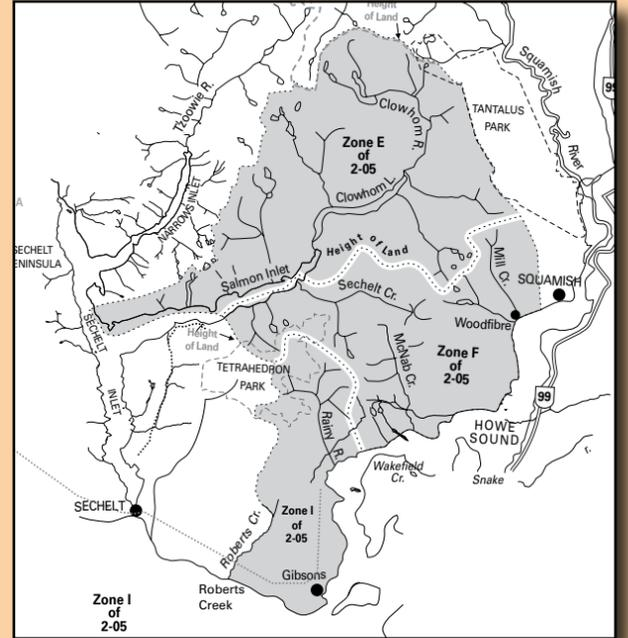 Height
of Land
Squamish
River
99
Tzoowie R.
Clowhom R.
TANTALUS
PARK
Zone E
of
2-05
Clowhom L.
NARROWS INLET
A
SECHELT
ENINSULA
Height of Land
Mill Cr.
SQUAMISH
Salmon Inlet
Sechelt Cr.
Woodfibre
SECHELT
INLET
Height
of Land
McNab Cr.
Zone F
of
2-05
TETRAHEDRON
PARK
99
Rainy R.
HOWE
SOUND
Wakefield
Cr.
Snake
r.
SECHELT
Zone I
of
2-05
Roberts Cr.
Gibsons
Roberts
Creek
Zone I
of
2-05